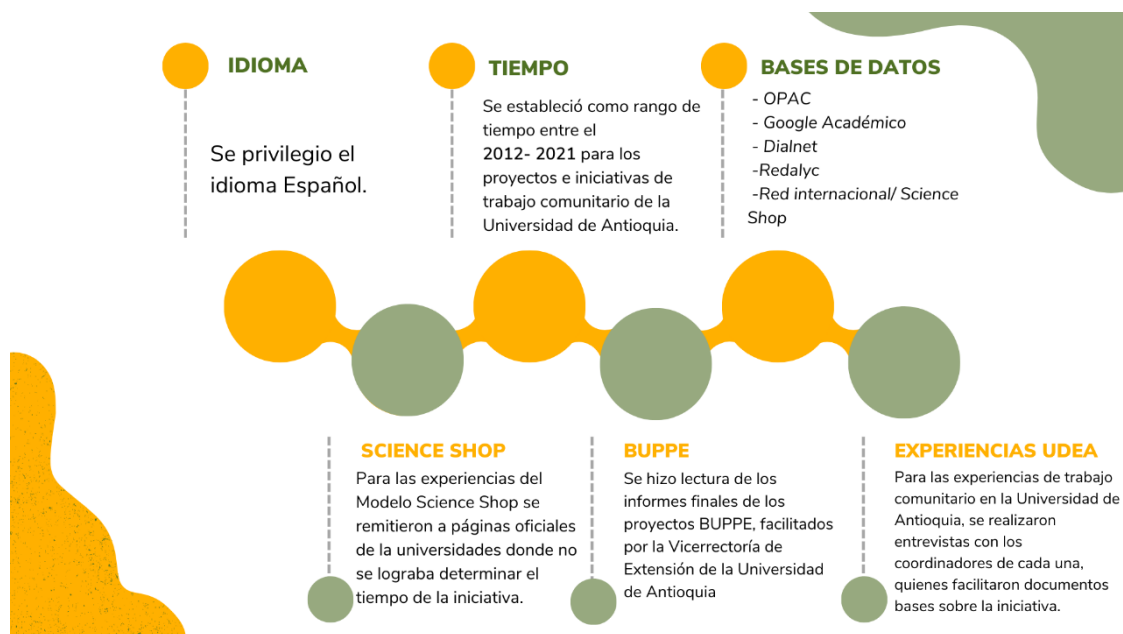 IDIOMA
Se privilegio el
idioma Español.
TIEMPO
Se estableció como rango de
tiempo entre el
2012- 2021 para los
proyectos e iniciativas de
trabajo comunitario de la
Universidad de Antioquia.
BASES DE DATOS
- OPAC
- Google Académico
- Dialnet
-Redalyc
-Red internacional/ Science
Shop
SCIENCE SHOP
Para las experiencias del
Modelo Science Shop se
remitieron a páginas oficiales
de la universidades donde no
se lograba determinar el
tiempo de la iniciativa.
BUPPE
Se hizo lectura de los
informes finales de los
proyectos BUPPE, facilitados
por la Vicerrectoría de
Extensión de la Universidad
de Antioquia
EXPERIENCIAS UDEA
Para las experiencias de trabajo
comunitario en la Universidad de
Antioquia, se realizaron
entrevistas con los
coordinadores de cada una,
quienes facilitaron documentos
bases sobre la iniciativa.